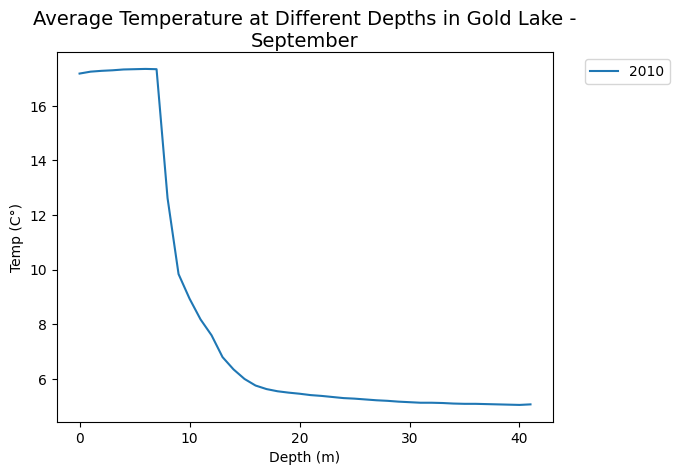 Average Temperature at Different Depths in Gold Lake -
September
2010
16
14
12
10
8
6
Temp (C°)
0 10 20 30 40
Depth (m)